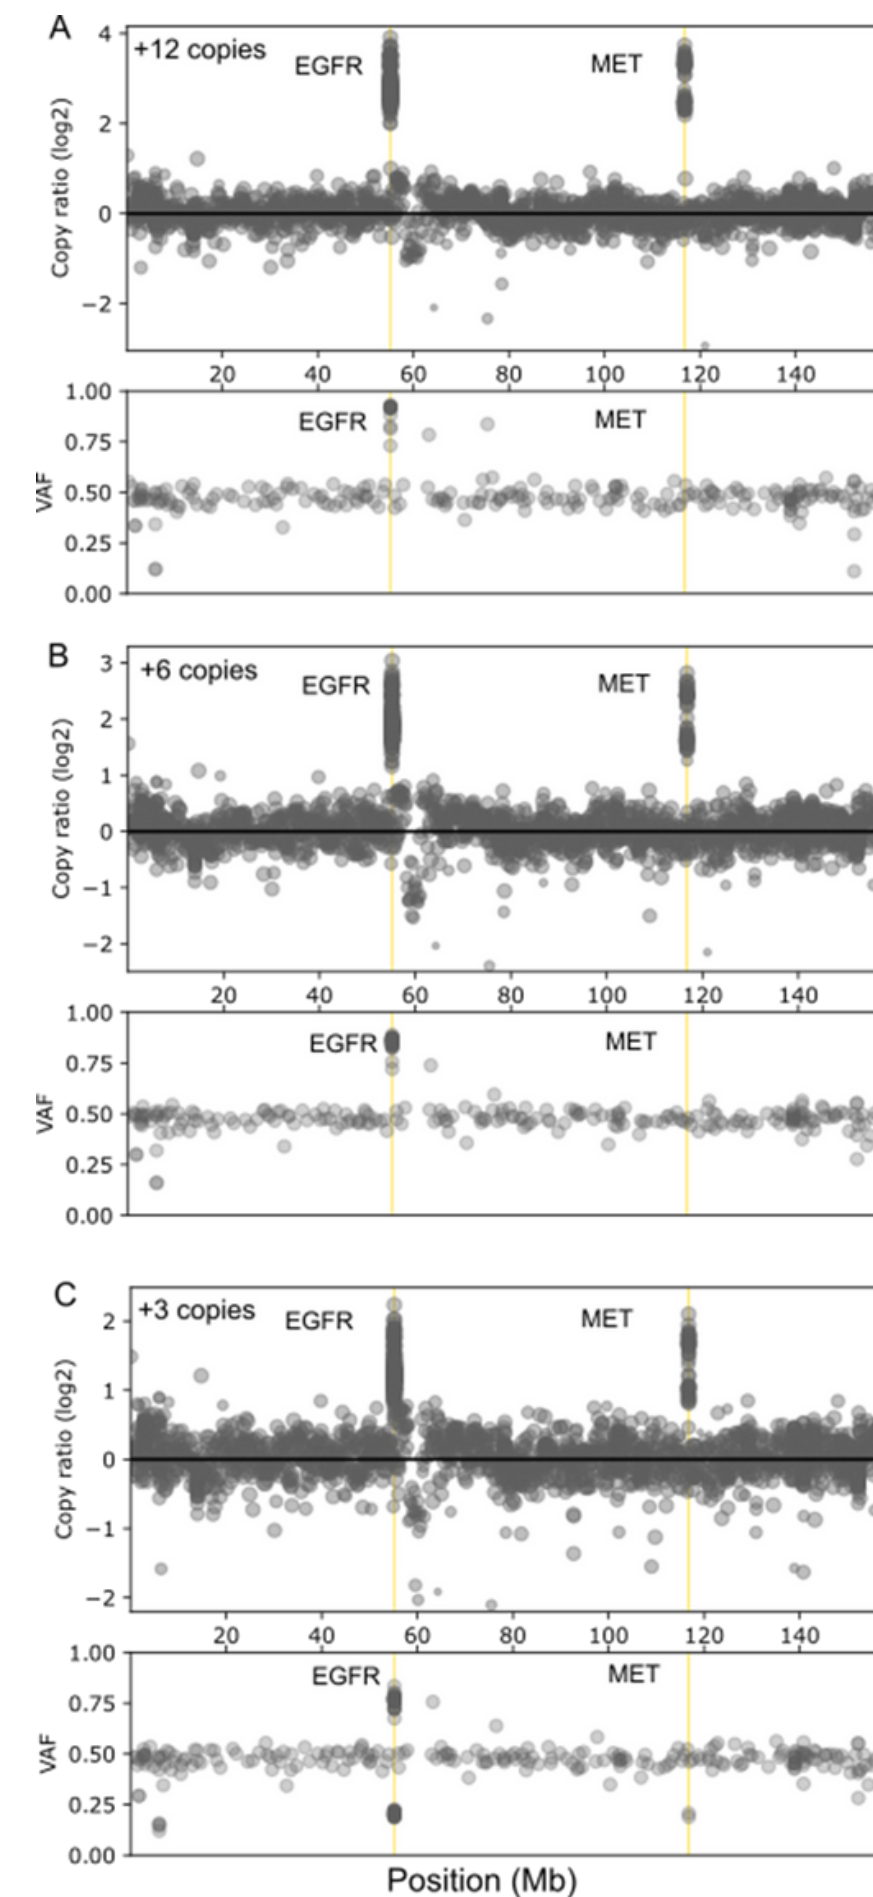 A
+12 copies
EGFR
MET
Copy ratio (log2)
4
2
0
−2
20 40 60 80 100 120 140
VAF
1.00
0.75
0.50
0.25
0.00
EGFR
MET
B
+6 copies
EGFR
MET
Copy ratio (log2)
3
2
1
0
−1
−2
20 40 60 80 100 120 140
VAF
1.00
0.75
0.50
0.25
0.00
EGFR
MET
C
+3 copies
EGFR
MET
Copy ratio (log2)
2
1
0
−1
−2
20 40 60 80 100 120 140
VAF
1.00
0.75
0.50
0.25
0.00
EGFR
MET
Position (Mb)